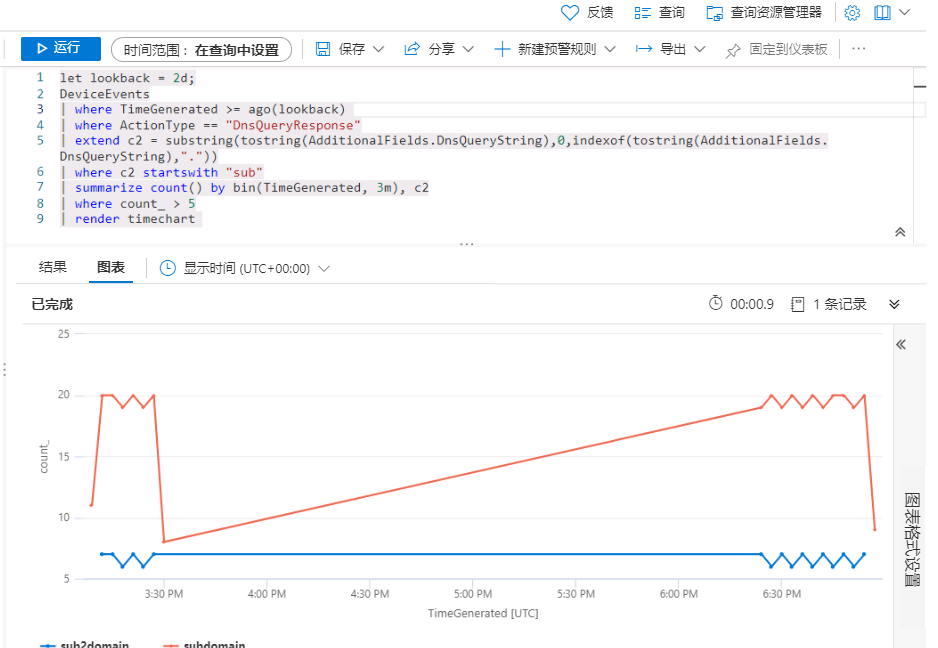 反馈 查询 查询资源管理器
运行 时间范围： 在查询中设置 保存 分享 新建预警规则 导出 固定到仪表板 ···
1 let lookback = 2d;
2 DeviceEvents
3 | where TimeGenerated >= ago(lookback)
4 | where ActionType == "DnsQueryResponse"
5 | extend c2 = substring(tostring(AdditionalFields.DnsQueryString),0,indexof(tostring(AdditionalFields.
DnsQueryString),"."))
6 | where c2 startswith "sub"
7 | summarize count() by bin(TimeGenerated, 3m), c2
8 | where count_ > 5
9 | render timechart
结果 图表 显示时间 (UTC+00:00)
已完成 00:00.9 1 条记录
25
20
15
10
5
count_
3:30 PM 4:00 PM 4:30 PM 5:00 PM 5:30 PM 6:00 PM 6:30 PM
TimeGenerated [UTC]
sub2domain subdomain
图表格式设置